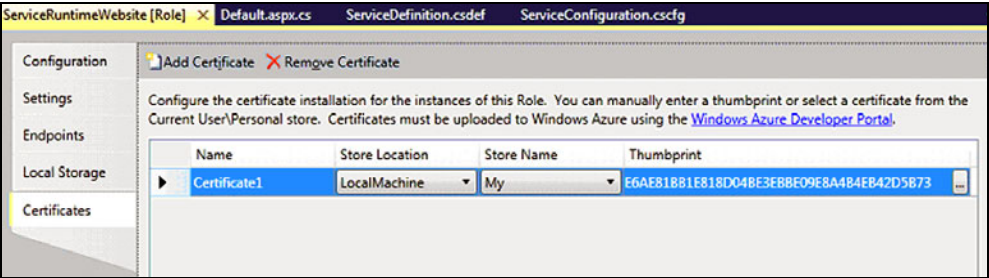 ServiceRuntimeWebsite [Role] Default.aspx.cs ServiceDefinition.csdef ServiceConfiguration.cscfg
Configuration
Settings
Endpoints
Local Storage
Certificates
Add Certificate Remove Certificate
Configure the certificate installation for the instances of this Role. You can manually enter a thumbprint or select a certificate from the
Current User\Personal store. Certificates must be uploaded to Windows Azure using the Windows Azure Developer Portal.
Name Store Location Store Name Thumbprint
Certificate1 LocalMachine My E6AE81BB1E818D04BE3EBBE09E8A4B4EB42D5B73 ...